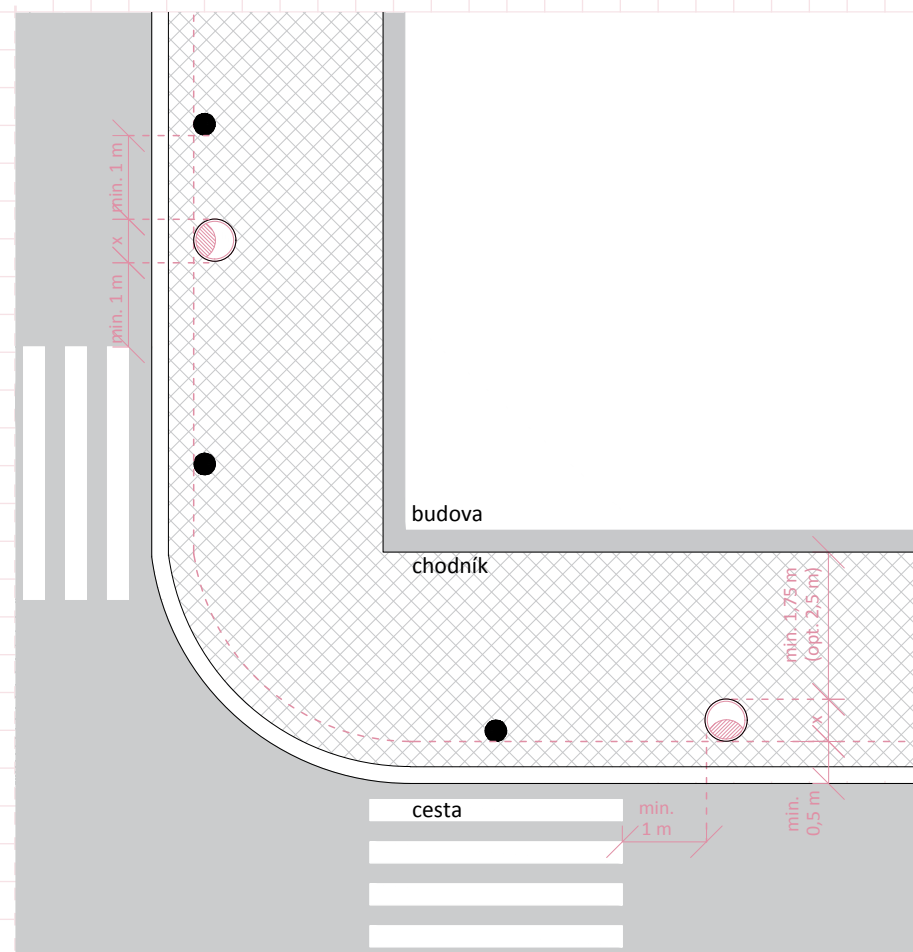 min. 1 m
x
min. 1 m
budova
chodník
min. 1,75 m
(opt. 2,5 m)
x
cesta
min.
1 m
min.
0,5 m